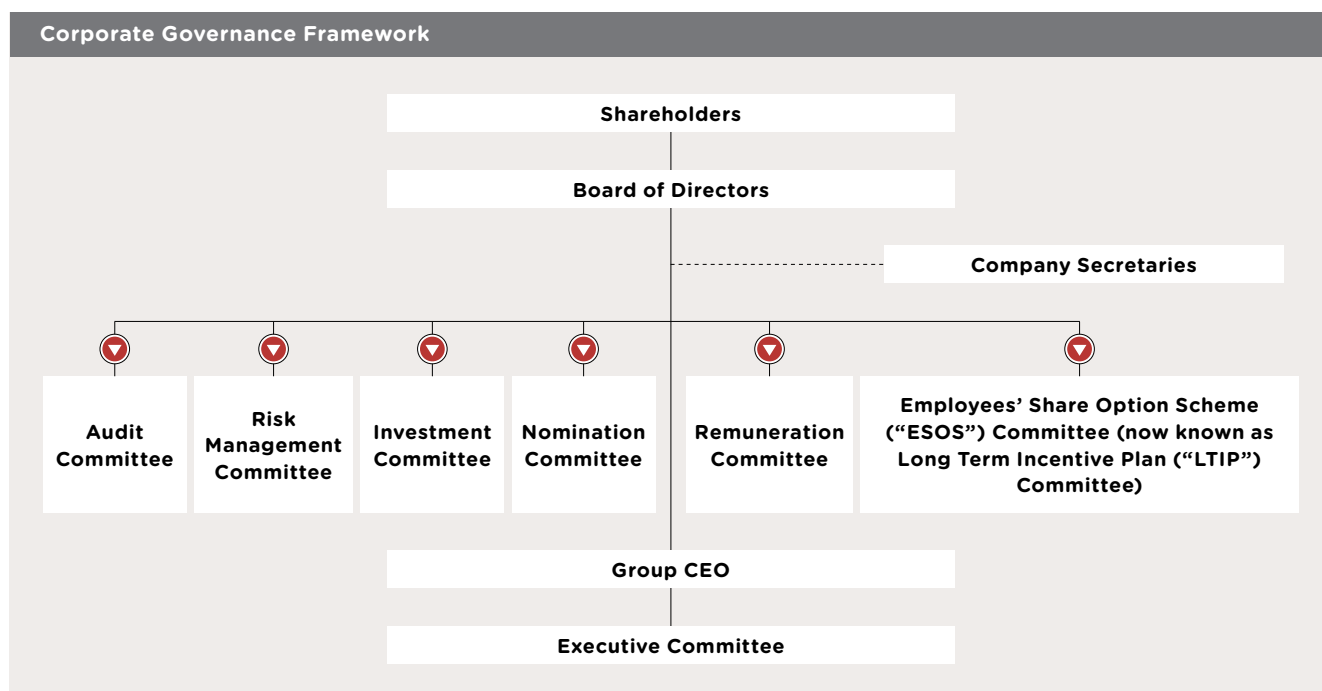 Corporate Governance Framework
Shareholders
Board of Directors
Company Secretaries
Audit
Committee
Risk
Management
Committee
Investment
Committee
Nomination
Committee
Remuneration
Committee
Employees’ Share Option Scheme
(“ESOS”) Committee (now known as
Long Term Incentive Plan (“LTIP”)
Committee)
Group CEO
Executive Committee